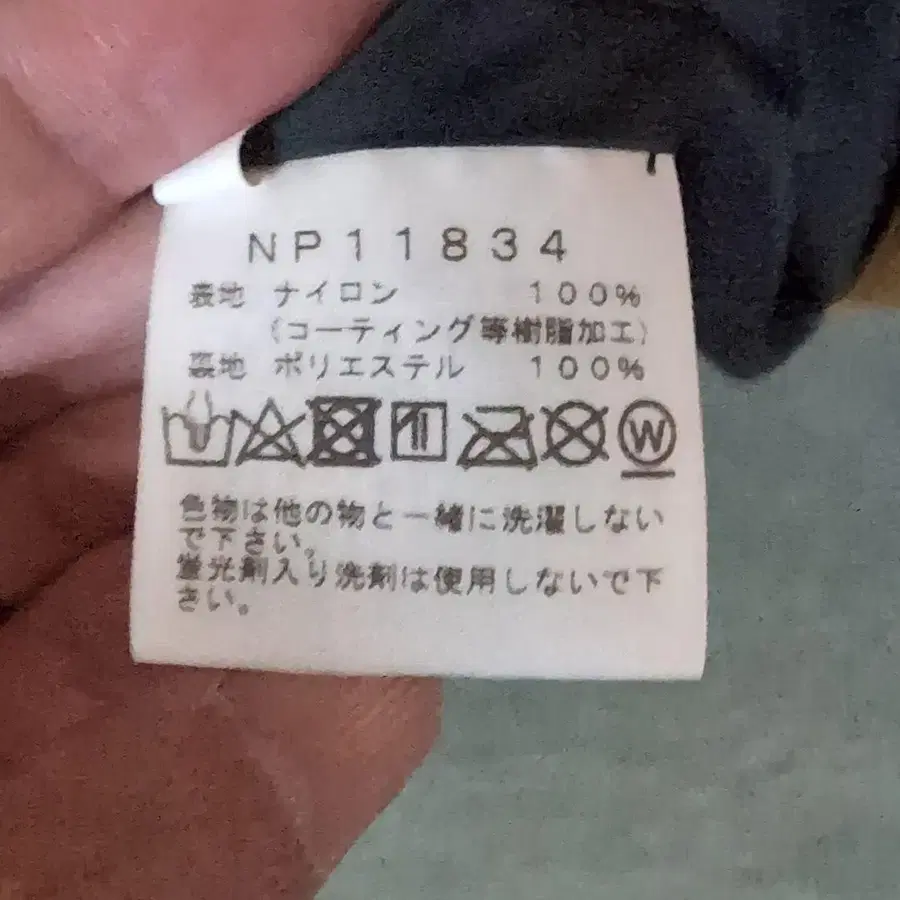 NP11834
表地 ナイロン 100%
(コーティング等樹脂加工)
裏地 ポリエステル 100%
W
色物は他の物と一緒に洗濯しない
で下さい。
蛍光剤入り洗剤は使用しないで下
さい。